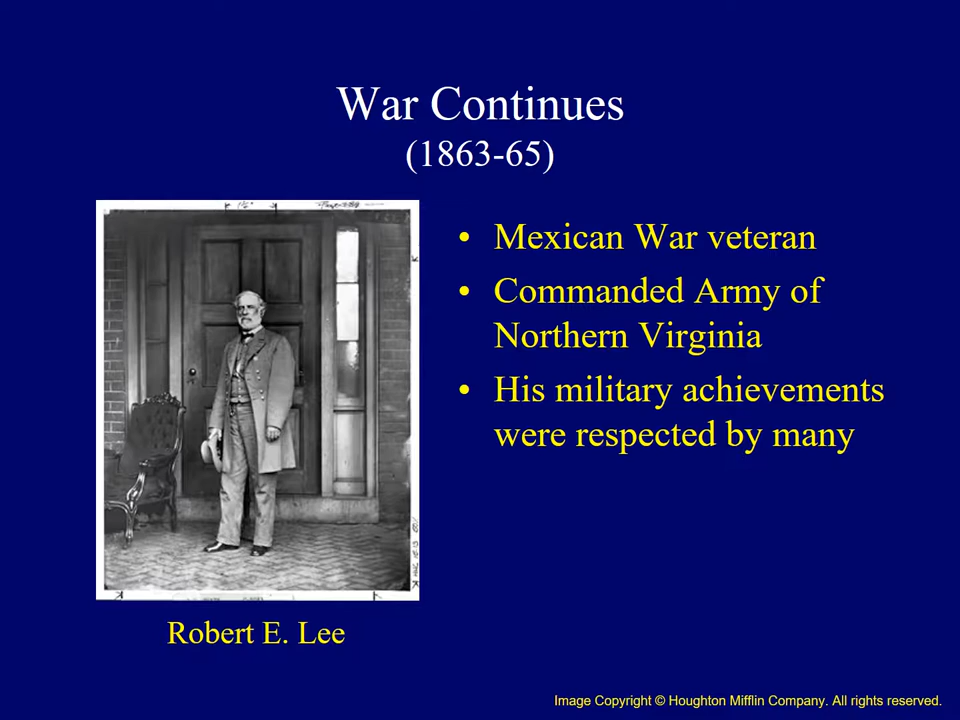 War Continues
(1863-65)
• Mexican War veteran
• Commanded Army of
Northern Virginia
• His military achievements
were respected by many
Robert E. Lee
Image Copyright © Houghton Mifflin Company. All rights reserved.